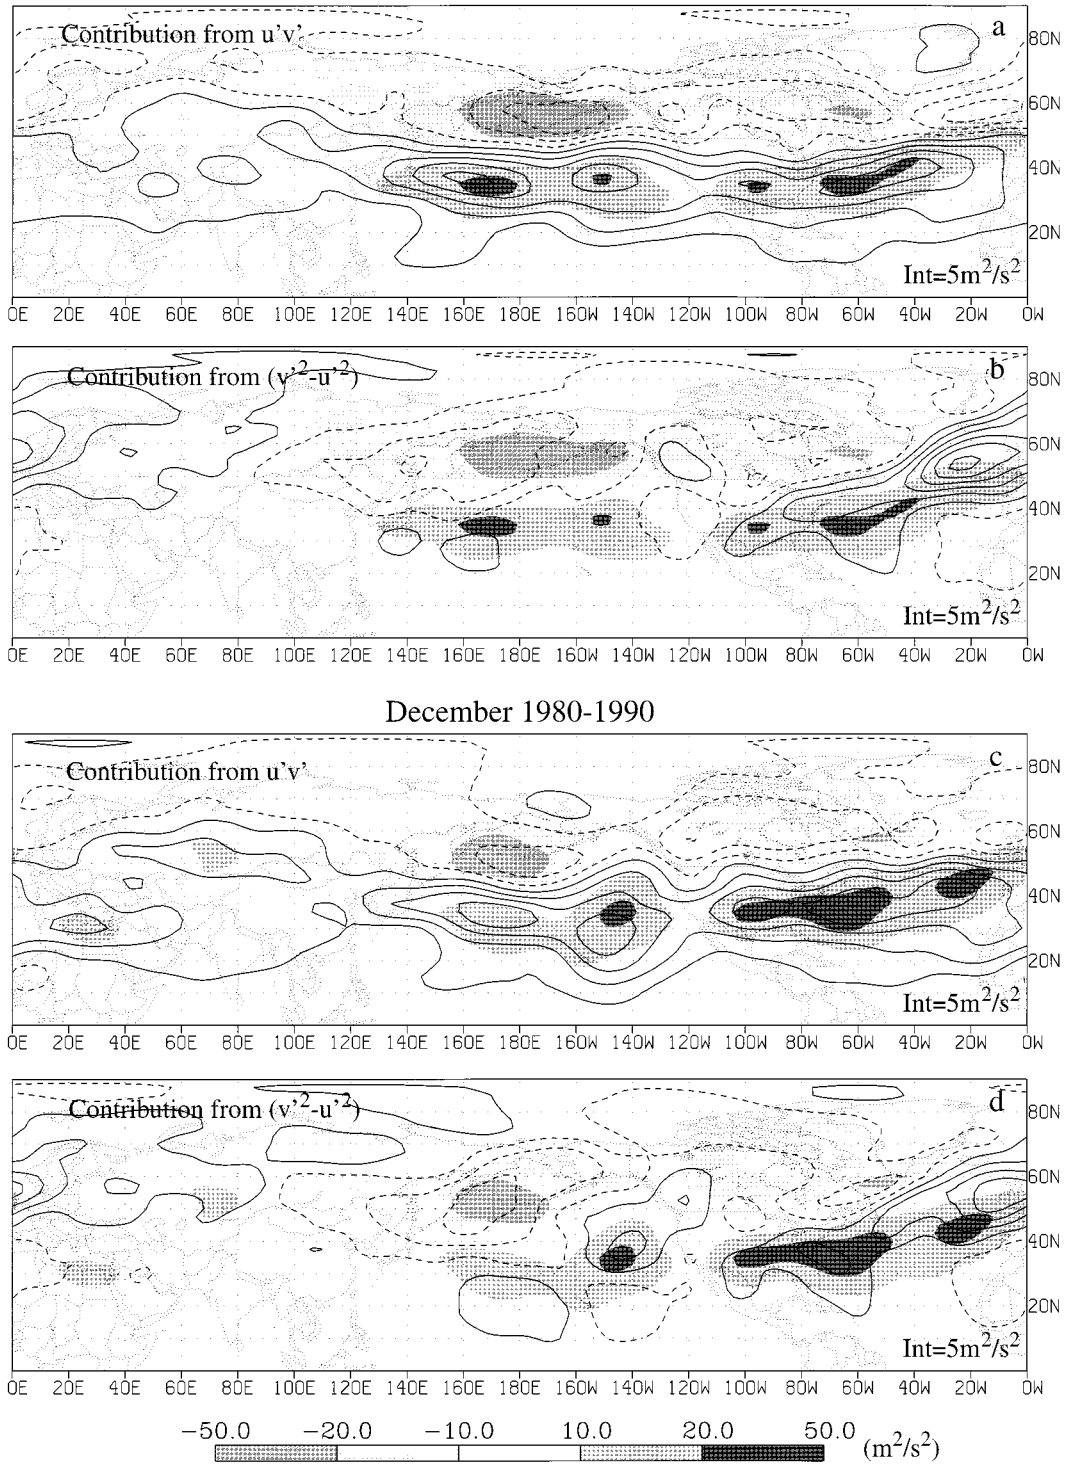 Contribution from u'v'
a
80N
60N
40N
20N
Int=5m²/s²
0E 20E 40E 60E 80E 100E 120E 140E 160E 180E 160W 140W 120W 100W 80W 60W 40W 20W 0W
Contribution from (v'²-u'²)
b
80N
60N
40N
20N
Int=5m²/s²
0E 20E 40E 60E 80E 100E 120E 140E 160E 180E 160W 140W 120W 100W 80W 60W 40W 20W 0W
December 1980-1990
Contribution from u'v'
c
80N
60N
40N
20N
Int=5m²/s²
0E 20E 40E 60E 80E 100E 120E 140E 160E 180E 160W 140W 120W 100W 80W 60W 40W 20W 0W
Contribution from (v'²-u'²)
d
80N
60N
40N
20N
Int=5m²/s²
0E 20E 40E 60E 80E 100E 120E 140E 160E 180E 160W 140W 120W 100W 80W 60W 40W 20W 0W
−50.0 −20.0 −10.0 10.0 20.0 50.0 (m²/s²)